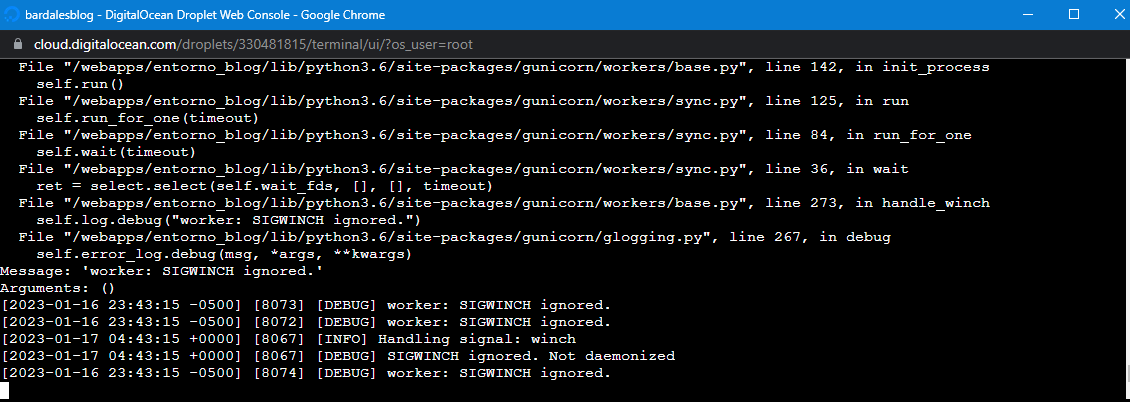 bardalesblog - DigitalOcean Droplet Web Console - Google Chrome
cloud.digitalocean.com/droplets/330481815/terminal/ui/?os_user=root
File "/webapps/entorno_blog/lib/python3.6/site-packages/gunicorn/workers/base.py", line 142, in init_process
self.run()
File "/webapps/entorno_blog/lib/python3.6/site-packages/gunicorn/workers/sync.py", line 125, in run
self.run_for_one(timeout)
File "/webapps/entorno_blog/lib/python3.6/site-packages/gunicorn/workers/sync.py", line 84, in run_for_one
self.wait(timeout)
File "/webapps/entorno_blog/lib/python3.6/site-packages/gunicorn/workers/sync.py", line 36, in wait
ret = select.select(self.wait_fds, [], [], timeout)
File "/webapps/entorno_blog/lib/python3.6/site-packages/gunicorn/workers/base.py", line 273, in handle_winch
self.log.debug("worker: SIGWINCH ignored.")
File "/webapps/entorno_blog/lib/python3.6/site-packages/gunicorn/glogging.py", line 267, in debug
self.error_log.debug(msg, *args, **kwargs)
Message: 'worker: SIGWINCH ignored.'
Arguments: ()
[2023-01-16 23:43:15 -0500] [8073] [DEBUG] worker: SIGWINCH ignored.
[2023-01-16 23:43:15 -0500] [8072] [DEBUG] worker: SIGWINCH ignored.
[2023-01-17 04:43:15 +0000] [8067] [INFO] Handling signal: winch
[2023-01-17 04:43:15 +0000] [8067] [DEBUG] SIGWINCH ignored. Not daemonized
[2023-01-16 23:43:15 -0500] [8074] [DEBUG] worker: SIGWINCH ignored.